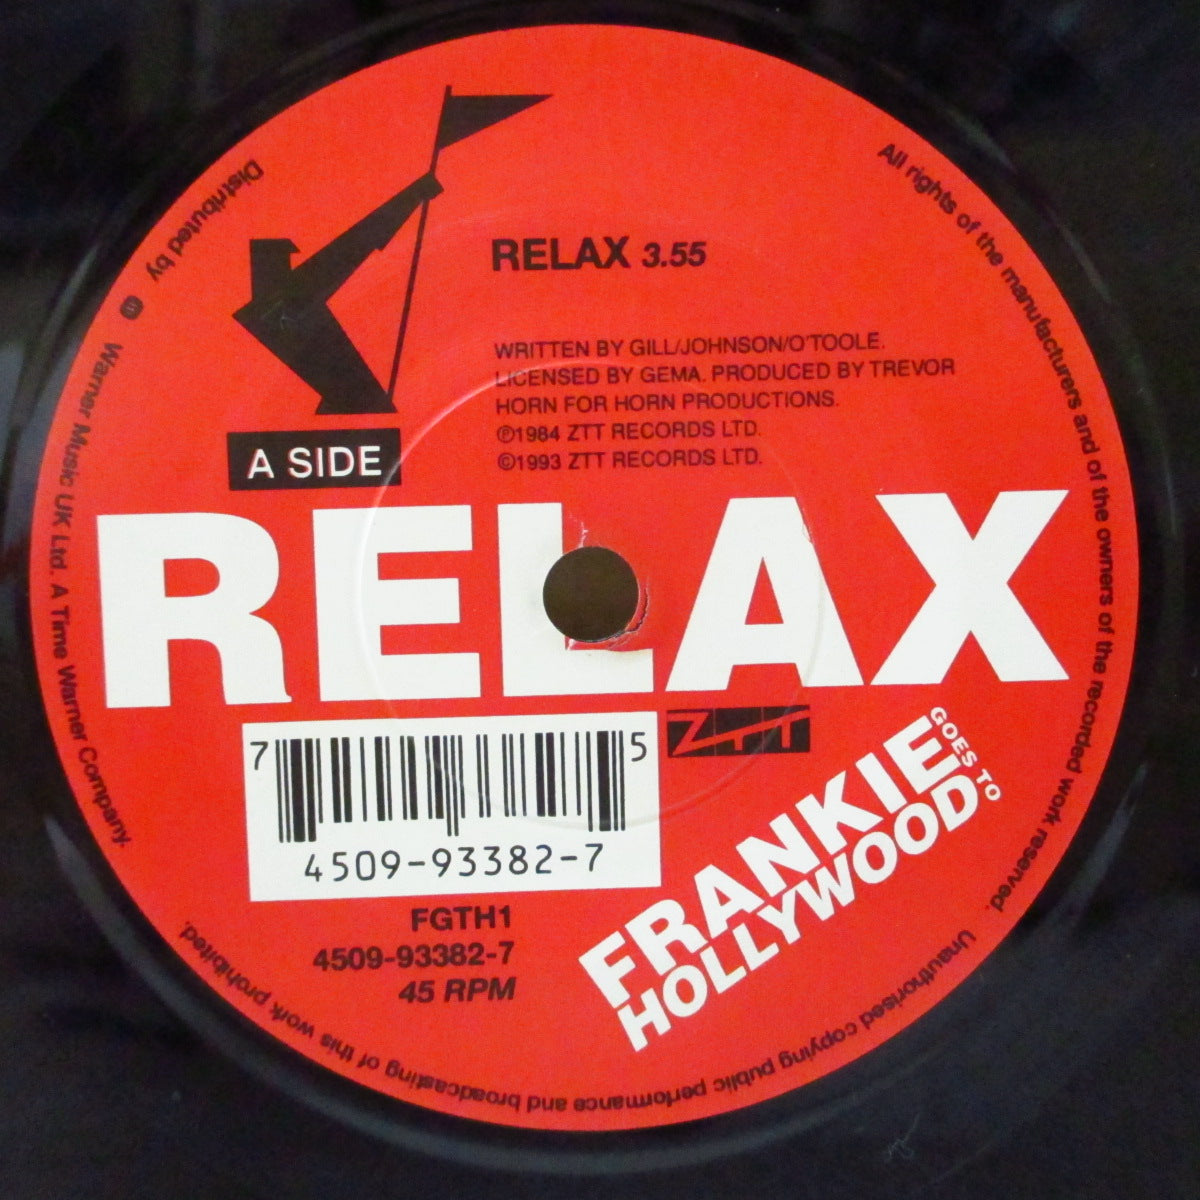 RELAX 3.55
WRITTEN BY GILL/JOHNSON/O'TOOLE.
LICENSED BY GEMA. PRODUCED BY TREVOR
HORN FOR HORN PRODUCTIONS.
℗1984 ZTT RECORDS LTD.
©1993 ZTT RECORDS LTD.
A SIDE
RELAX
ZTT
7 5
4509-93382-7
FGTH1
4509-93382-7
45 RPM
FRANKIE
GOES TO
HOLLYWOOD
All rights of the manufacturers and of the owners of the recorded work reserved.
Unauthorised copying public performance and broadcasting of this work prohibited.
Distributed by Warner Music UK Ltd. A Time Warner Company.